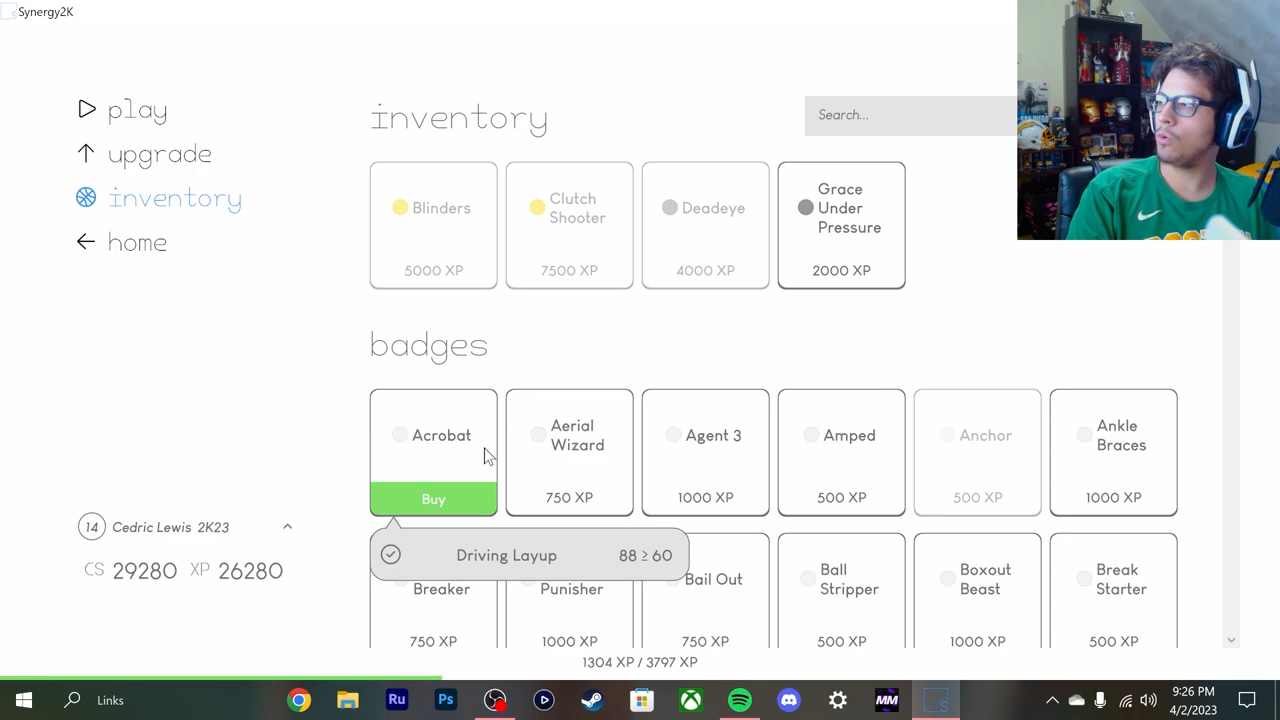 Synergy2K
play
upgrade
inventory
home
inventory
Search...
Blinders
5000 XP
Clutch
Shooter
7500 XP
Deadeye
4000 XP
Grace
Under
Pressure
2000 XP
badges
Acrobat
Buy
Aerial
Wizard
750 XP
Agent 3
1000 XP
Amped
500 XP
Anchor
500 XP
Ankle
Braces
1000 XP
Driving Layup 88 ≥ 60
Breaker
750 XP
Punisher
1000 XP
Bail Out
750 XP
Ball
Stripper
500 XP
Boxout
Beast
1000 XP
Break
Starter
500 XP
14 Cedric Lewis 2K23
CS 29280 XP 26280
1304 XP / 3797 XP
Links
Ru
Ps
MM
S
9:26 PM
4/2/2023